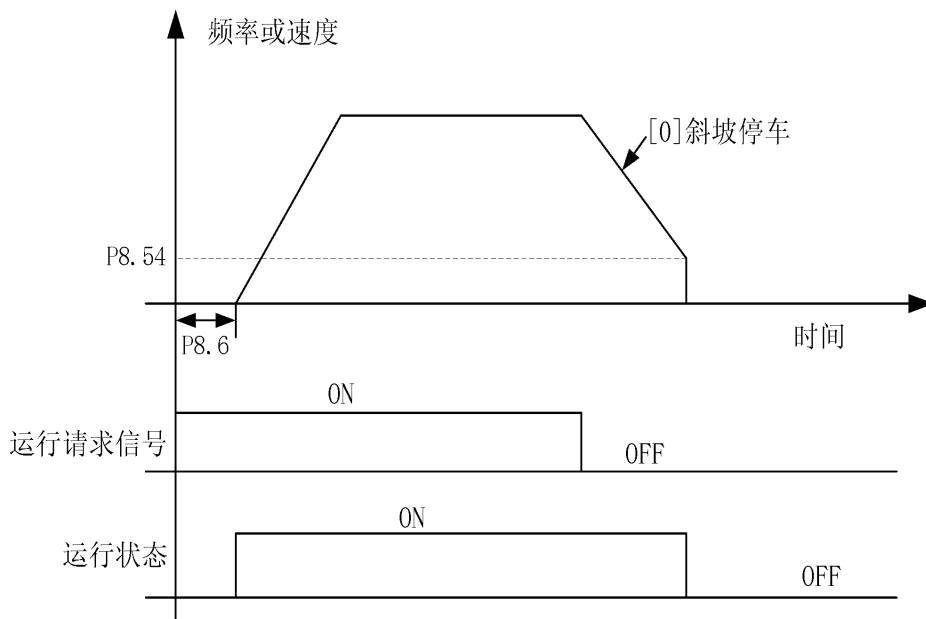 频率或速度
[0]斜坡停车
P8.54
P8.6
时间
ON
运行请求信号
OFF
ON
运行状态
OFF